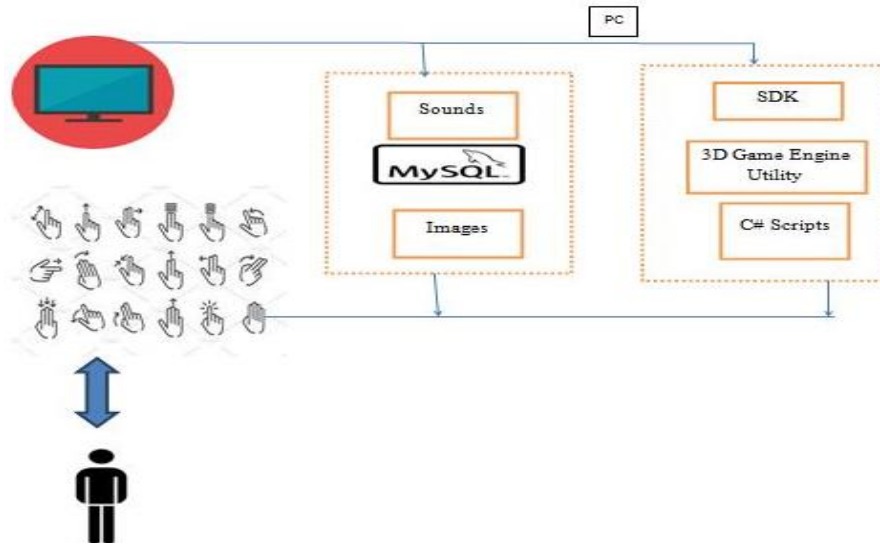 PC
Sounds
MySQL
Images
SDK
3D Game Engine
Utility
C# Scripts